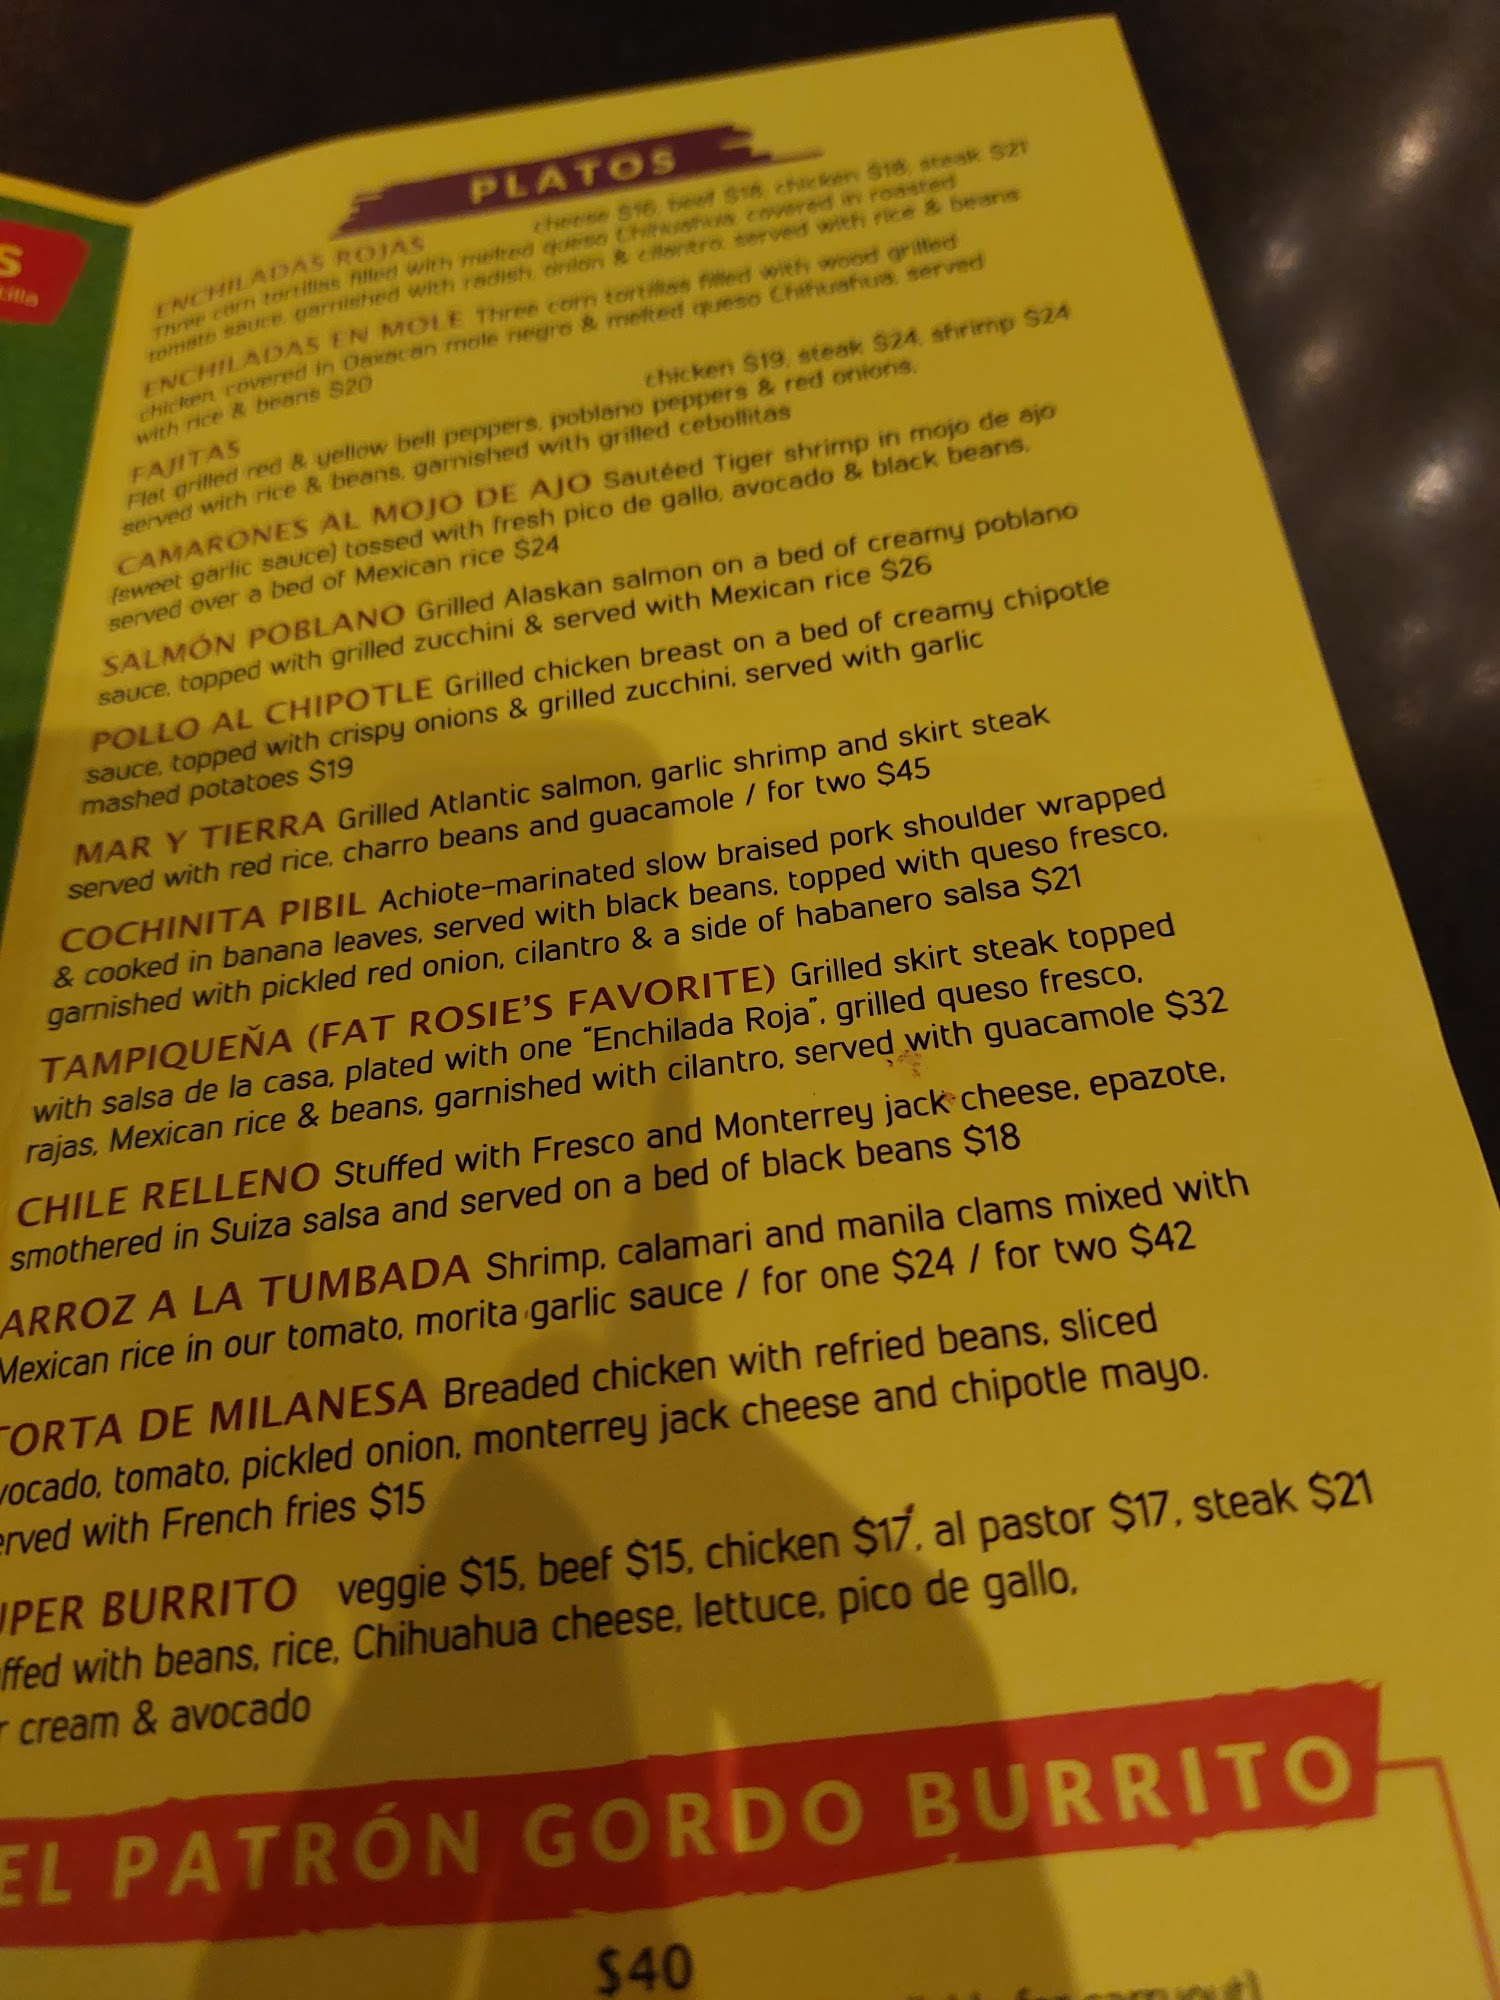 S
tilla
PLATOS
ENCHILADAS ROJAS cheese $16, beef $18, chicken $18, steak $21
Three corn tortillas filled with melted queso Chihuahua, covered in roasted
tomato sauce, garnished with radish, onion & cilantro, served with rice & beans
ENCHILADAS EN MOLE Three corn tortillas filled with wood grilled
chicken, covered in Oaxacan mole negro & melted queso Chihuahua, served
with rice & beans $20
FAJITAS chicken $19, steak $24, shrimp $24
Flat grilled red & yellow bell peppers, poblano peppers & red onions,
served with rice & beans, garnished with grilled cebollitas
CAMARONES AL MOJO DE AJO Sautéed Tiger shrimp in mojo de ajo
(sweet garlic sauce) tossed with fresh pico de gallo, avocado & black beans,
served over a bed of Mexican rice $24
SALMÓN POBLANO Grilled Alaskan salmon on a bed of creamy poblano
sauce, topped with grilled zucchini & served with Mexican rice $26
POLLO AL CHIPOTLE Grilled chicken breast on a bed of creamy chipotle
sauce, topped with crispy onions & grilled zucchini, served with garlic
mashed potatoes $19
MAR Y TIERRA Grilled Atlantic salmon, garlic shrimp and skirt steak
served with red rice, charro beans and guacamole / for two $45
COCHINITA PIBIL Achiote-marinated slow braised pork shoulder wrapped
& cooked in banana leaves, served with black beans, topped with queso fresco,
garnished with pickled red onion, cilantro & a side of habanero salsa $21
TAMPIQUEŇA (FAT ROSIE'S FAVORITE) Grilled skirt steak topped
with salsa de la casa, plated with one "Enchilada Roja", grilled queso fresco,
rajas, Mexican rice & beans, garnished with cilantro, served with guacamole $32
CHILE RELLENO Stuffed with Fresco and Monterrey jack cheese, epazote,
smothered in Suiza salsa and served on a bed of black beans $18
ARROZ A LA TUMBADA Shrimp, calamari and manila clams mixed with
Mexican rice in our tomato, morita garlic sauce / for one $24 / for two $42
TORTA DE MILANESA Breaded chicken with refried beans, sliced
vocado, tomato, pickled onion, monterrey jack cheese and chipotle mayo.
erved with French fries $15
UPER BURRITO veggie $15, beef $15, chicken $17, al pastor $17, steak $21
ffed with beans, rice, Chihuahua cheese, lettuce, pico de gallo,
r cream & avocado
EL PATRÓN GORDO BURRITO
$40